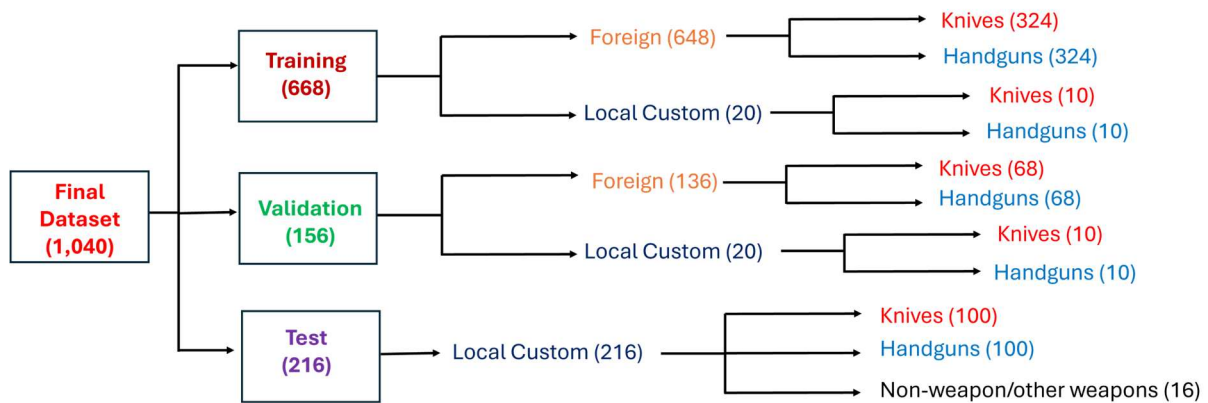 Final
Dataset
(1,040)
Training
(668)
Foreign (648)
Knives (324)
Handguns (324)
Local Custom (20)
Knives (10)
Handguns (10)
Validation
(156)
Foreign (136)
Knives (68)
Handguns (68)
Local Custom (20)
Knives (10)
Handguns (10)
Test
(216)
Local Custom (216)
Knives (100)
Handguns (100)
Non-weapon/other weapons (16)